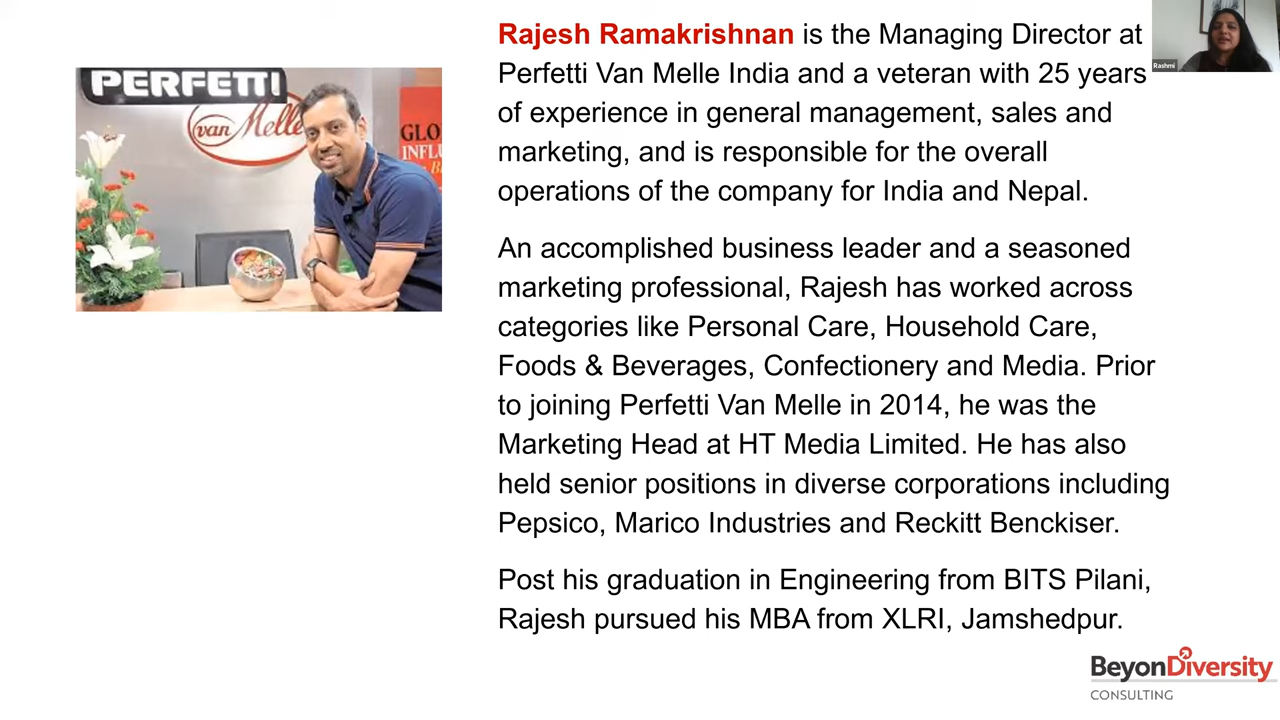 Rajesh Ramakrishnan is the Managing Director at
Perfetti Van Melle India and a veteran with 25 years
of experience in general management, sales and
marketing, and is responsible for the overall
operations of the company for India and Nepal.
An accomplished business leader and a seasoned
marketing professional, Rajesh has worked across
categories like Personal Care, Household Care,
Foods & Beverages, Confectionery and Media. Prior
to joining Perfetti Van Melle in 2014, he was the
Marketing Head at HT Media Limited. He has also
held senior positions in diverse corporations including
Pepsico, Marico Industries and Reckitt Benckiser.
Post his graduation in Engineering from BITS Pilani,
Rajesh pursued his MBA from XLRI, Jamshedpur.
PERFETTI
van Melle
GLO
INFLU
Rashmi
BeyonDiversity
CONSULTING